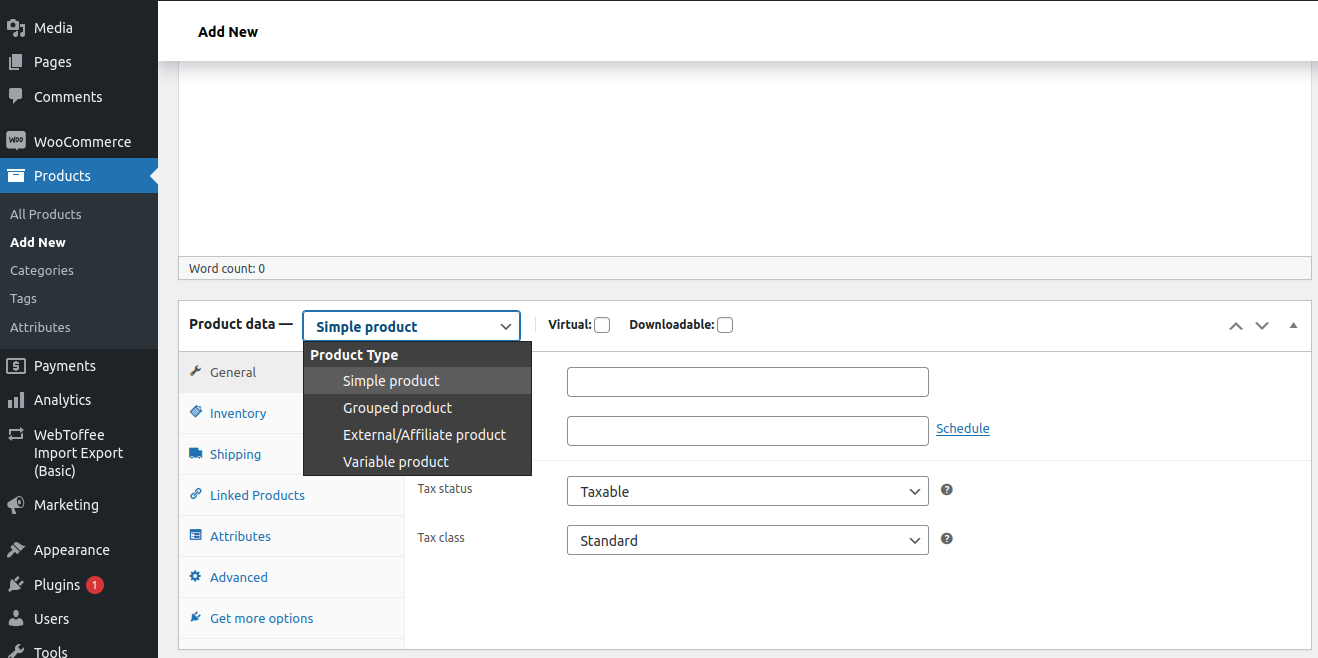 Media
Pages
Comments
WOO WooCommerce
Products
All Products
Add New
Categories
Tags
Attributes
$ Payments
Analytics
WebToffee
Import Export
(Basic)
Marketing
Appearance
Plugins 1
Users
Tools
Add New
Word count: 0
Product data — Simple product Virtual: Downloadable:
Product Type
Simple product
Grouped product
External/Affiliate product
Variable product
General
Inventory
Shipping
Linked Products
Attributes
Advanced
Get more options
Schedule
Tax status Taxable ?
Tax class Standard ?